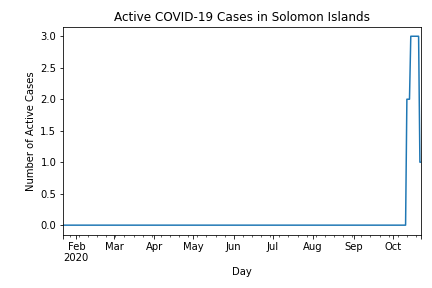 Active COVID-19 Cases in Solomon Islands
3.0
2.5
2.0
1.5
1.0
0.5
0.0
Number of Active Cases
Feb Mar Apr May Jun Jul Aug Sep Oct
2020
Day